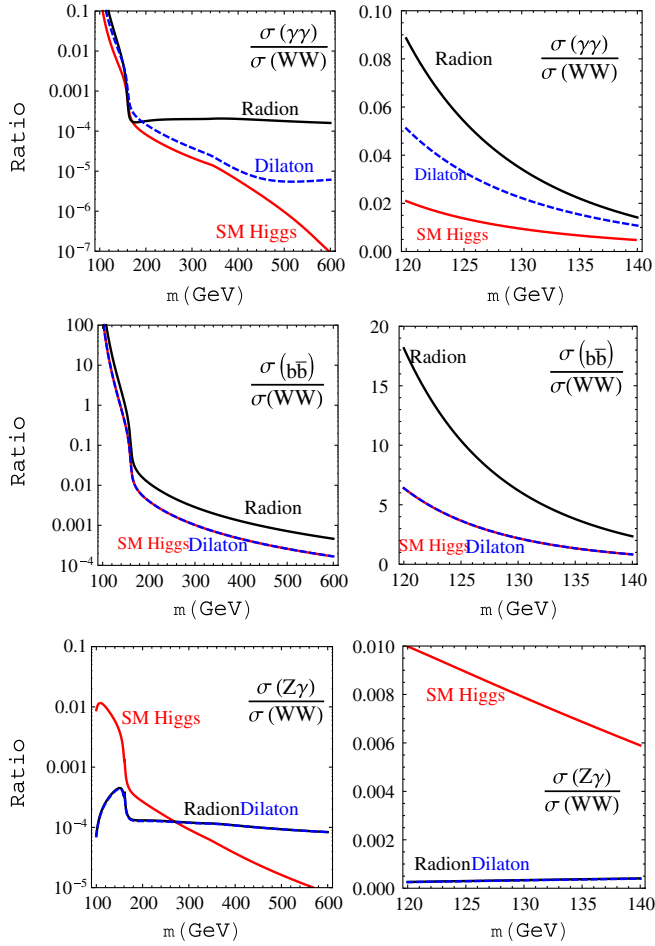 0.1
0.01
0.001
10⁻⁴
10⁻⁵
10⁻⁶
10⁻⁷
Ratio
σ(γγ)
σ(WW)
Radion
Dilaton
SM Higgs
100 200 300 400 500 600
m(GeV)
0.10
0.08
0.06
0.04
0.02
0.00
σ(γγ)
σ(WW)
Radion
Dilaton
SM Higgs
120 125 130 135 140
m(GeV)
100
10
1
0.1
0.01
0.001
10⁻⁴
Ratio
σ(bb̅)
σ(WW)
Radion
SM Higgs Dilaton
100 200 300 400 500 600
m(GeV)
20
15
10
5
0
Radion
σ(bb̅)
σ(WW)
SM Higgs Dilaton
120 125 130 135 140
m(GeV)
0.1
0.01
0.001
10⁻⁴
10⁻⁵
Ratio
σ(Zγ)
σ(WW)
SM Higgs
Radion Dilaton
100 200 300 400 500 600
m(GeV)
0.010
0.008
0.006
0.004
0.002
0.000
SM Higgs
σ(Zγ)
σ(WW)
Radion Dilaton
120 125 130 135 140
m(GeV)